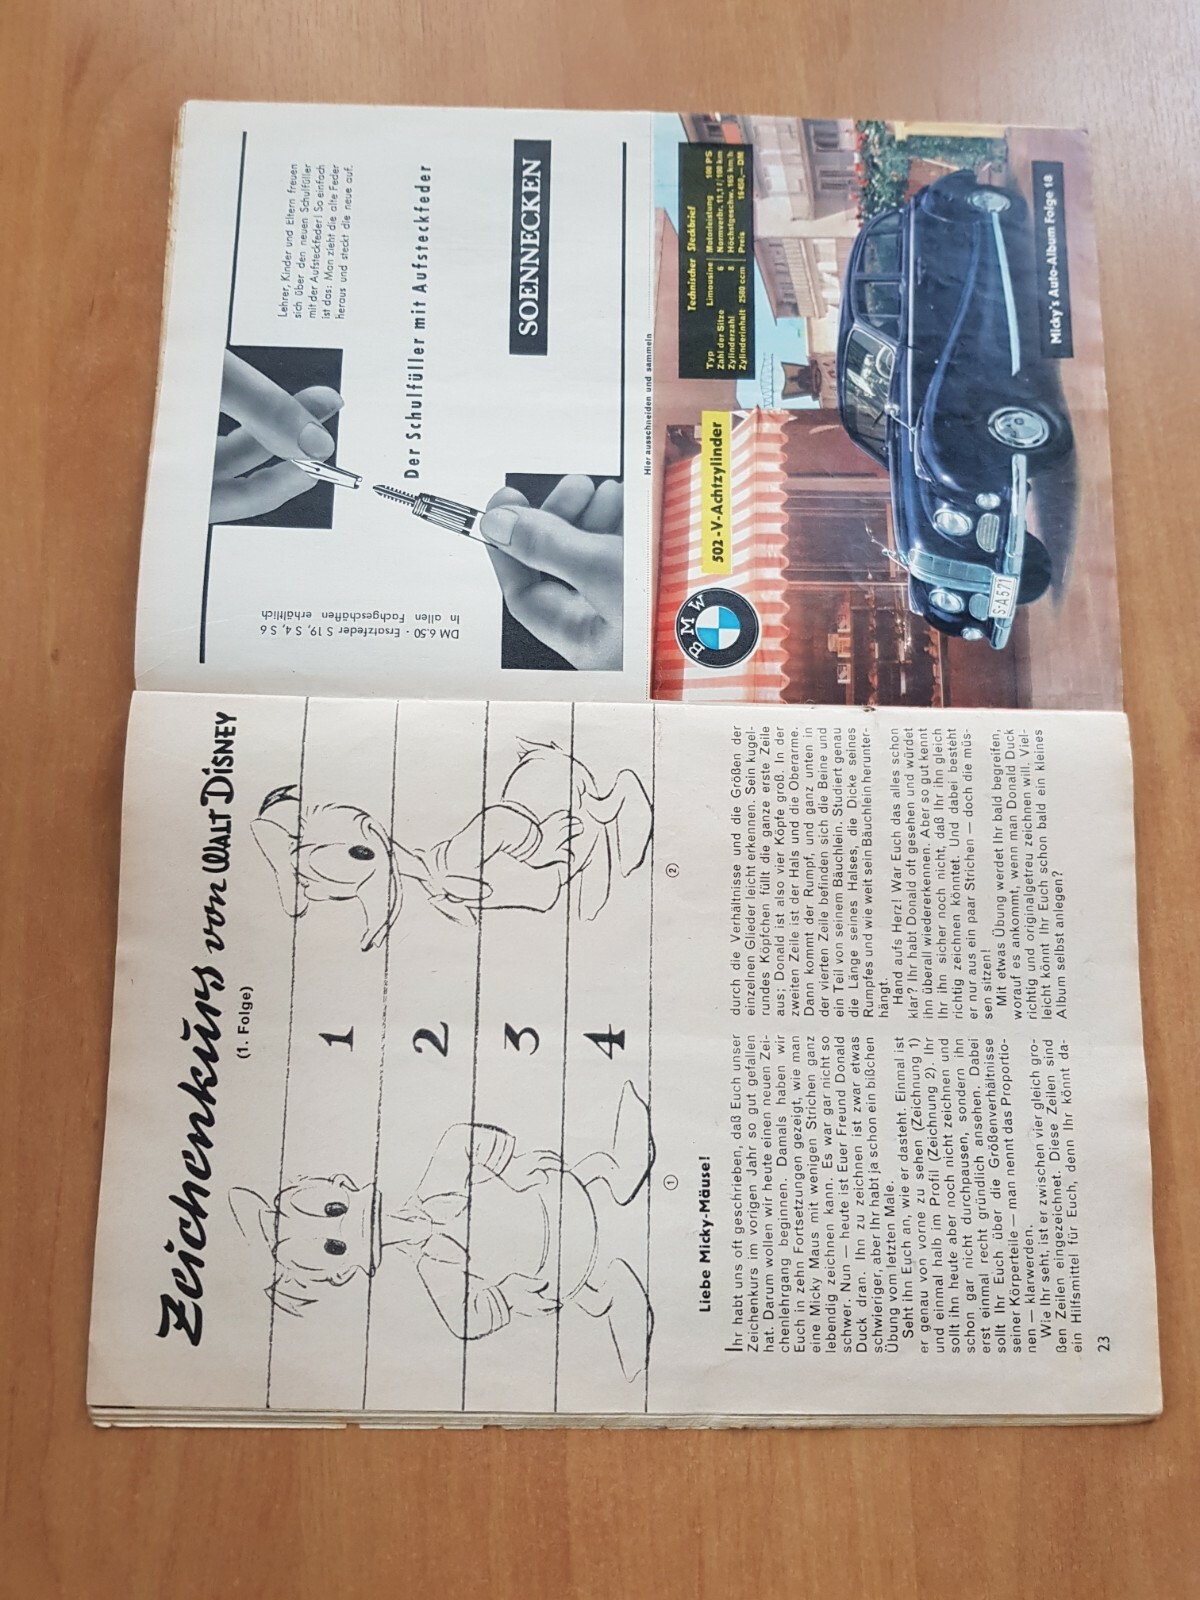 Zeichenkurs von WALT DISNEY
(1. Folge)
1
2
3
4
①
②
Liebe Micky-Mäuse!
Ihr habt uns oft geschrieben, daß Euch unser
Zeichenkurs im vorigen Jahr so gut gefallen
hat. Darum wollen wir heute einen neuen Zei-
chenlehrgang beginnen. Damals haben wir
Euch in zehn Fortsetzungen gezeigt, wie man
eine Micky Maus mit wenigen Strichen ganz
lebendig zeichnen kann. Es war gar nicht so
schwer. Nun — heute ist Euer Freund Donald
Duck dran. Ihn zu zeichnen ist zwar etwas
schwieriger, aber Ihr habt ja schon ein bißchen
Übung vom letzten Male.
Seht ihn Euch an, wie er dasteht. Einmal ist
er genau von vorne zu sehen (Zeichnung 1)
und einmal halb im Profil (Zeichnung 2). Ihr
sollt Ihn heute aber noch nicht zeichnen und
schon gar nicht durchpausen, sondern ihn
erst einmal recht gründlich ansehen. Dabei
sollt Ihr Euch über die Größenverhältnisse
seiner Körperteile — man nennt das Proportio-
nen — klarwerden.
Wie Ihr seht, ist er zwischen vier gleich gro-
ßen Zeilen eingezeichnet. Diese Zeilen sind
ein Hilfsmittel für Euch, denn Ihr könnt da-
durch die Verhältnisse und die Größen der
einzelnen Glieder leicht erkennen. Sein kugel-
rundes Köpfchen füllt die ganze erste Zeile
aus; Donald ist also vier Köpfe groß. In der
zweiten Zeile ist der Hals und die Oberarme.
Dann kommt der Rumpf, und ganz unten in
der vierten Zeile befinden sich die Beine und
ein Teil von seinem Bäuchlein. Studiert genau
die Länge seines Halses, die Dicke seines
Rumpfes und wie weit sein Bäuchlein herunter-
hängt.
Hand aufs Herz! War Euch das alles schon
klar? Ihr habt Donald oft gesehen und würdet
ihn überall wiedererkennen. Aber so gut kennt
Ihr ihn sicher noch nicht, daß Ihr ihn gleich
richtig zeichnen könntet. Und dabei besteht
er nur aus ein paar Strichen — doch die müs-
sen sitzen!
Mit etwas Übung werdet Ihr bald begreifen,
worauf es ankommt, wenn man Donald Duck
richtig und originalgetreu zeichnen will. Viel-
leicht könnt Ihr Euch schon bald ein kleines
Album selbst anlegen?
23
Lehrer, Kinder und Eltern freuen
sich über den neuen Schulfüller
mit der Aufsteckfeder! So einfach
ist das: Man zieht die alte Feder
heraus und steckt die neue auf.
Der Schulfüller mit Aufsteckfeder
SOENNECKEN
DM 6.50 · Ersatzfeder S 19, S 4, S 6
In allen Fachgeschäften erhältlich
Hier ausschneiden und sammeln
BMW
502-V-Achtzylinder
Technischer Steckbrief
Typ Limousine Motorleistung 100 PS
Zahl der Sitze 6 Normverbr. 11,1 l/100 km
Zylinderzahl 8 Höchstgeschw. 165 km/h
Zylinderinhalt 2580 ccm Preis DM
S-A 571
Micky's Auto-Album Folge 18